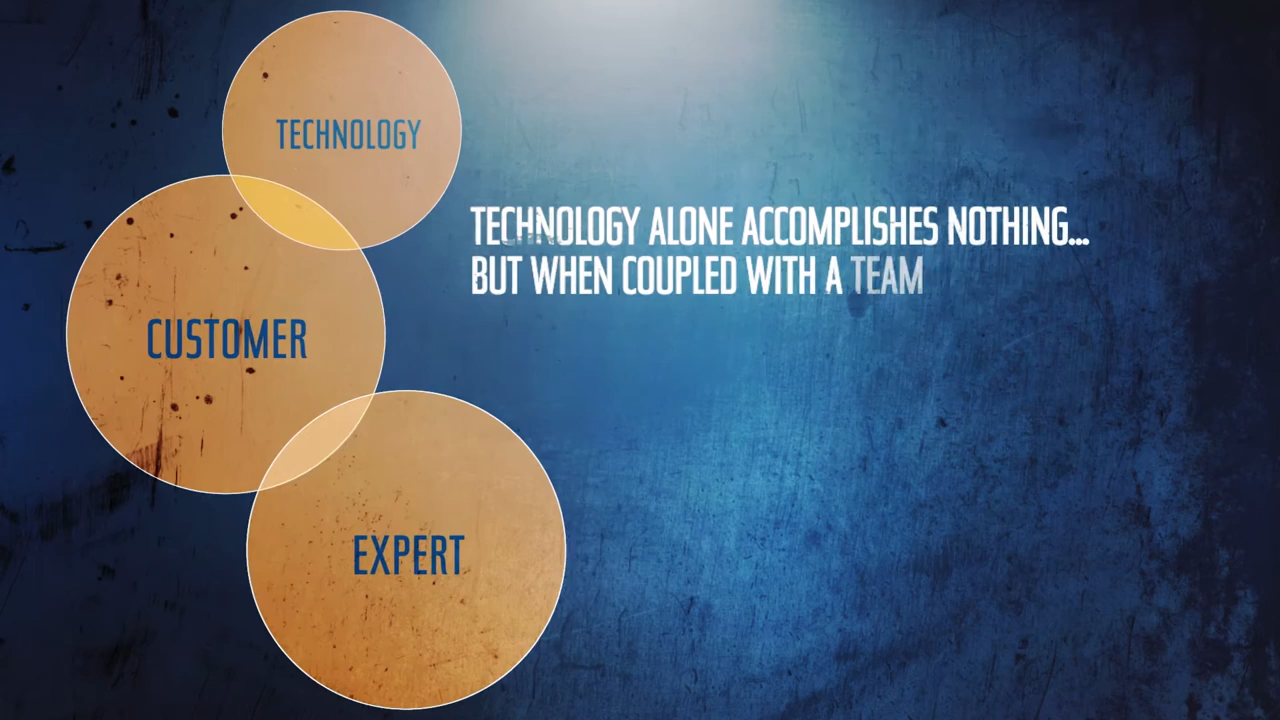 TECHNOLOGY
TECHNOLOGY ALONE ACCOMPLISHES NOTHING...
BUT WHEN COUPLED WITH A TEAM
CUSTOMER
EXPERT